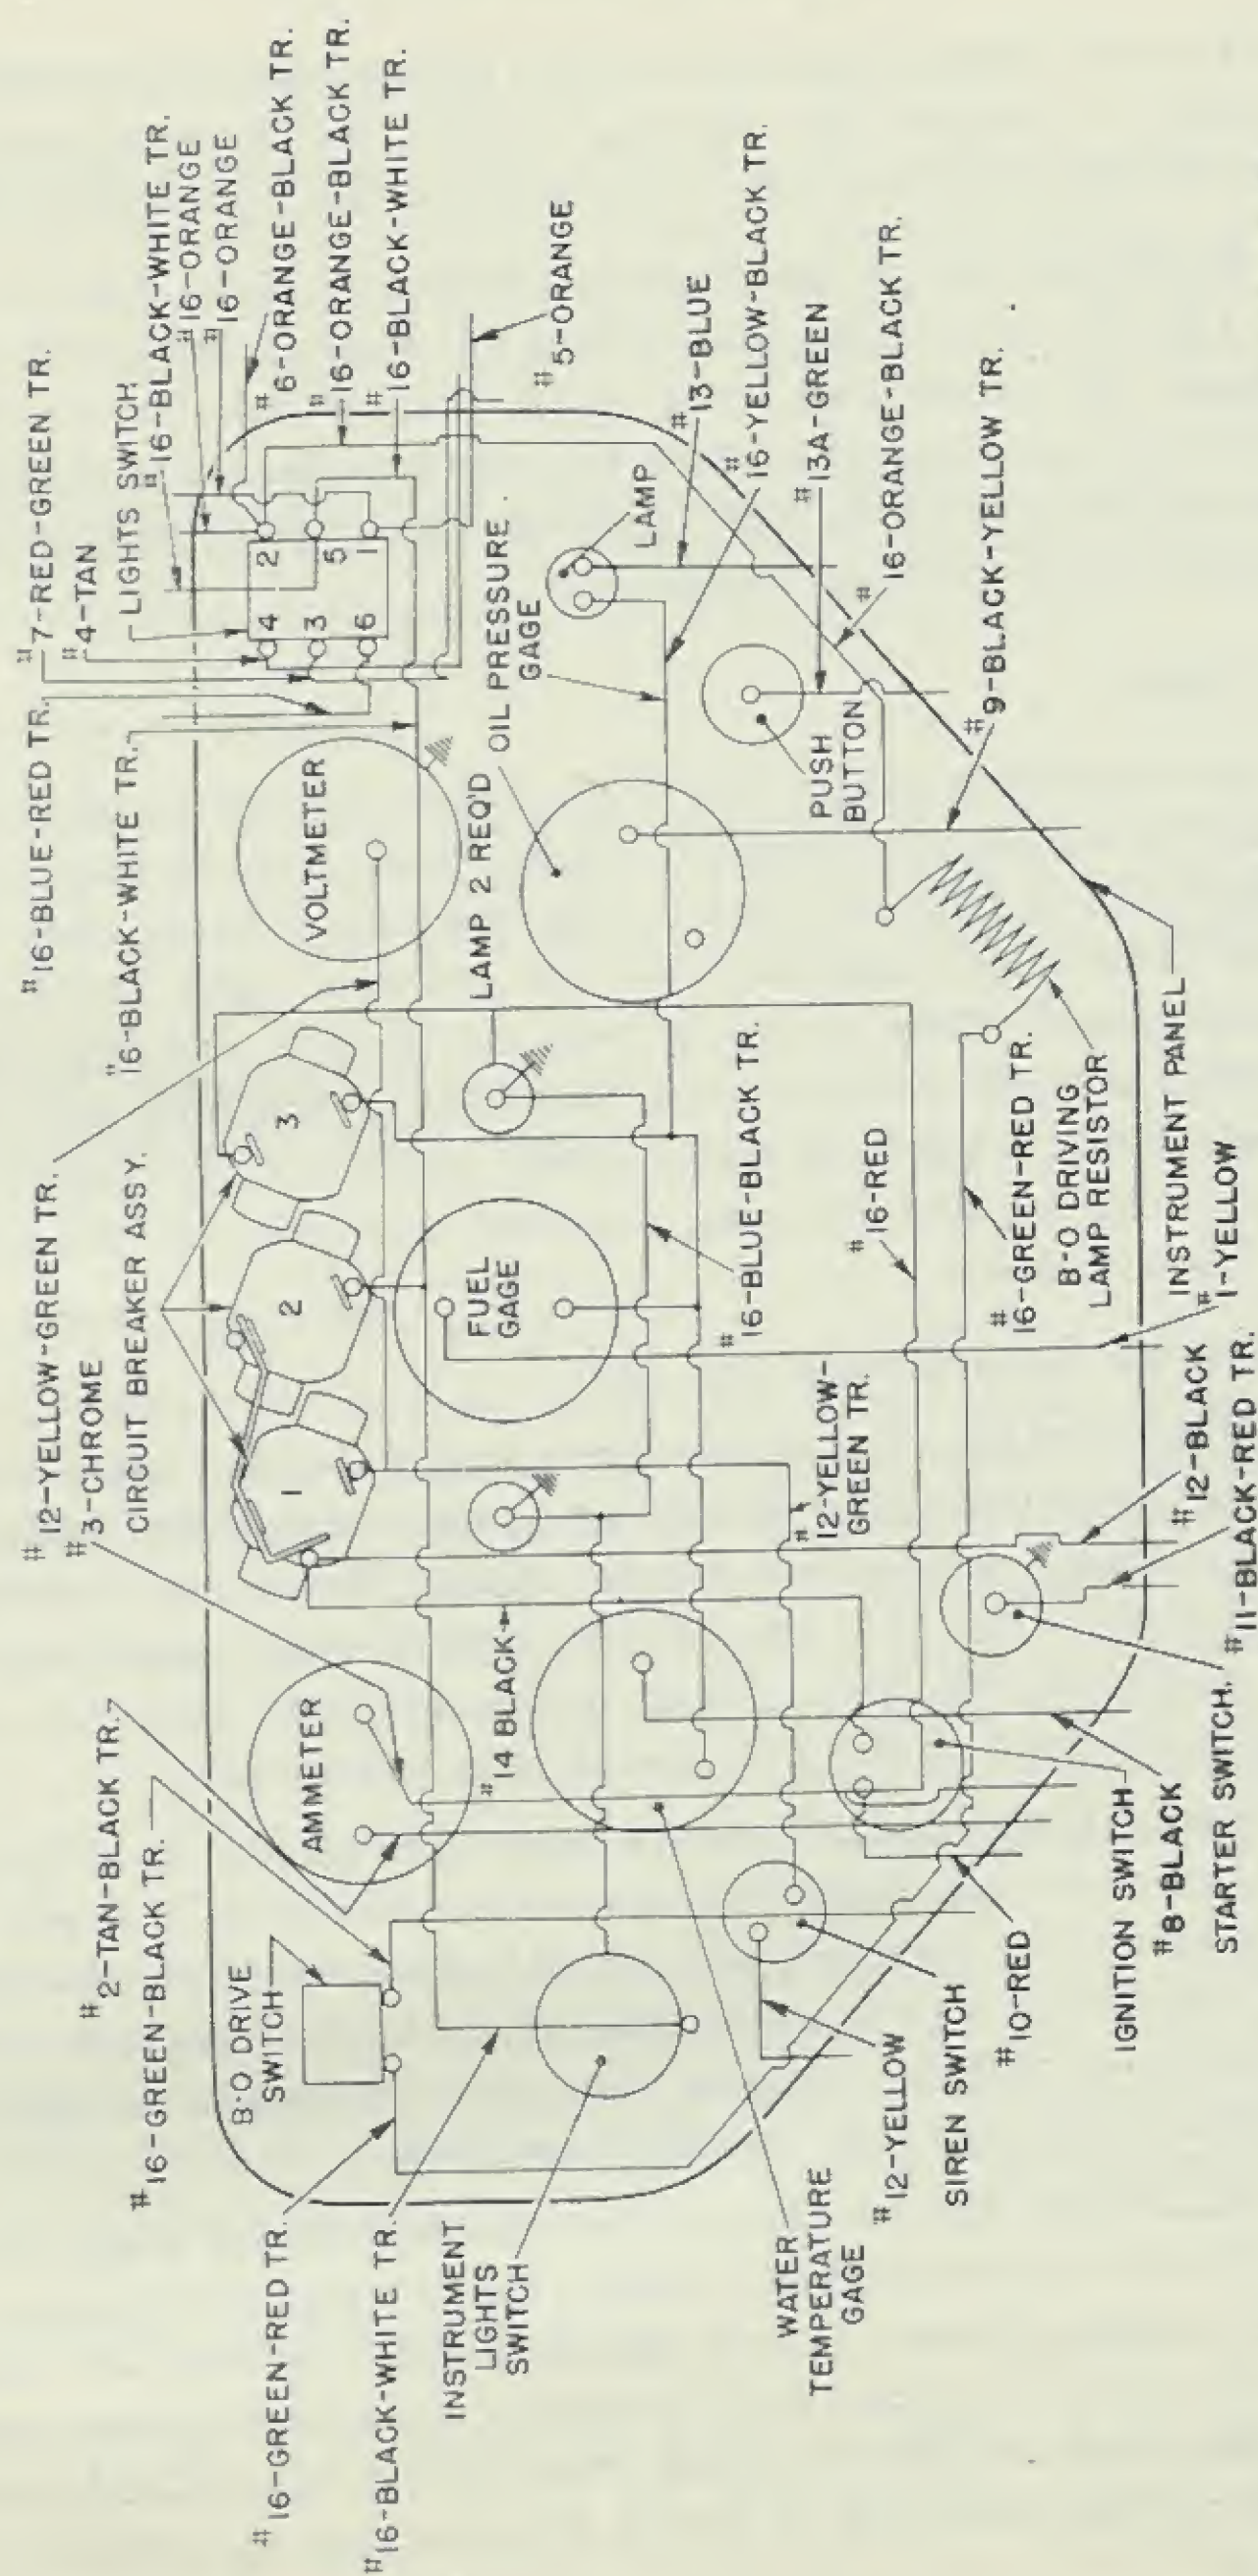 #12-YELLOW-GREEN TR.
#3-CHROME
CIRCUIT BREAKER ASSY.
#16-BLUE-RED TR.
#16-BLACK-WHITE TR.
#7-RED-GREEN TR.
#4-TAN
LIGHTS SWITCH
#16-BLACK-WHITE TR.
#16-ORANGE
#16-ORANGE
#6-ORANGE-BLACK TR.
#16-ORANGE-BLACK TR.
#16-BLACK-WHITE TR.
#5-ORANGE
#2-TAN-BLACK TR.
#16-GREEN-BLACK TR.
B-O DRIVE
SWITCH
#16-GREEN-RED TR.
#16-BLACK-WHITE TR.
INSTRUMENT
LIGHTS
SWITCH
AMMETER
1
2
3
VOLTMETER
4
3
6
2
5
1
#14 BLACK
FUEL
GAGE
LAMP 2 REQ'D
OIL PRESSURE
GAGE
LAMP
#13-BLUE
#16-YELLOW-BLACK TR.
#13A-GREEN
#16-ORANGE-BLACK TR.
PUSH
BUTTON
#9-BLACK-YELLOW TR.
#16-BLUE-BLACK TR.
#12-YELLOW-
GREEN TR.
#16-RED
#16-GREEN-RED TR.
B-O DRIVING
LAMP RESISTOR
INSTRUMENT PANEL
#1-YELLOW
#12-BLACK
#11-BLACK-RED TR.
WATER
TEMPERATURE
GAGE
#12-YELLOW
SIREN SWITCH
#10-RED
IGNITION SWITCH
#8-BLACK
STARTER SWITCH.